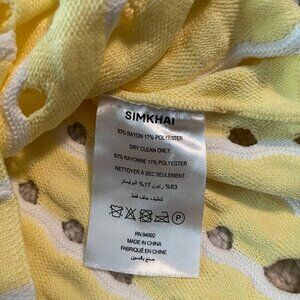 SIMKHAI
83% RAYON 17% POLYESTER
DRY CLEAN ONLY
83% RAYONNE 17% POLYESTER
NETTOYER À SEC SEULEMENT
83% رايون 17% البوليستر
تنظيف جاف فقط
RN 94992
MADE IN CHINA
FABRIQUÉ EN CHINE
صنع بالصين